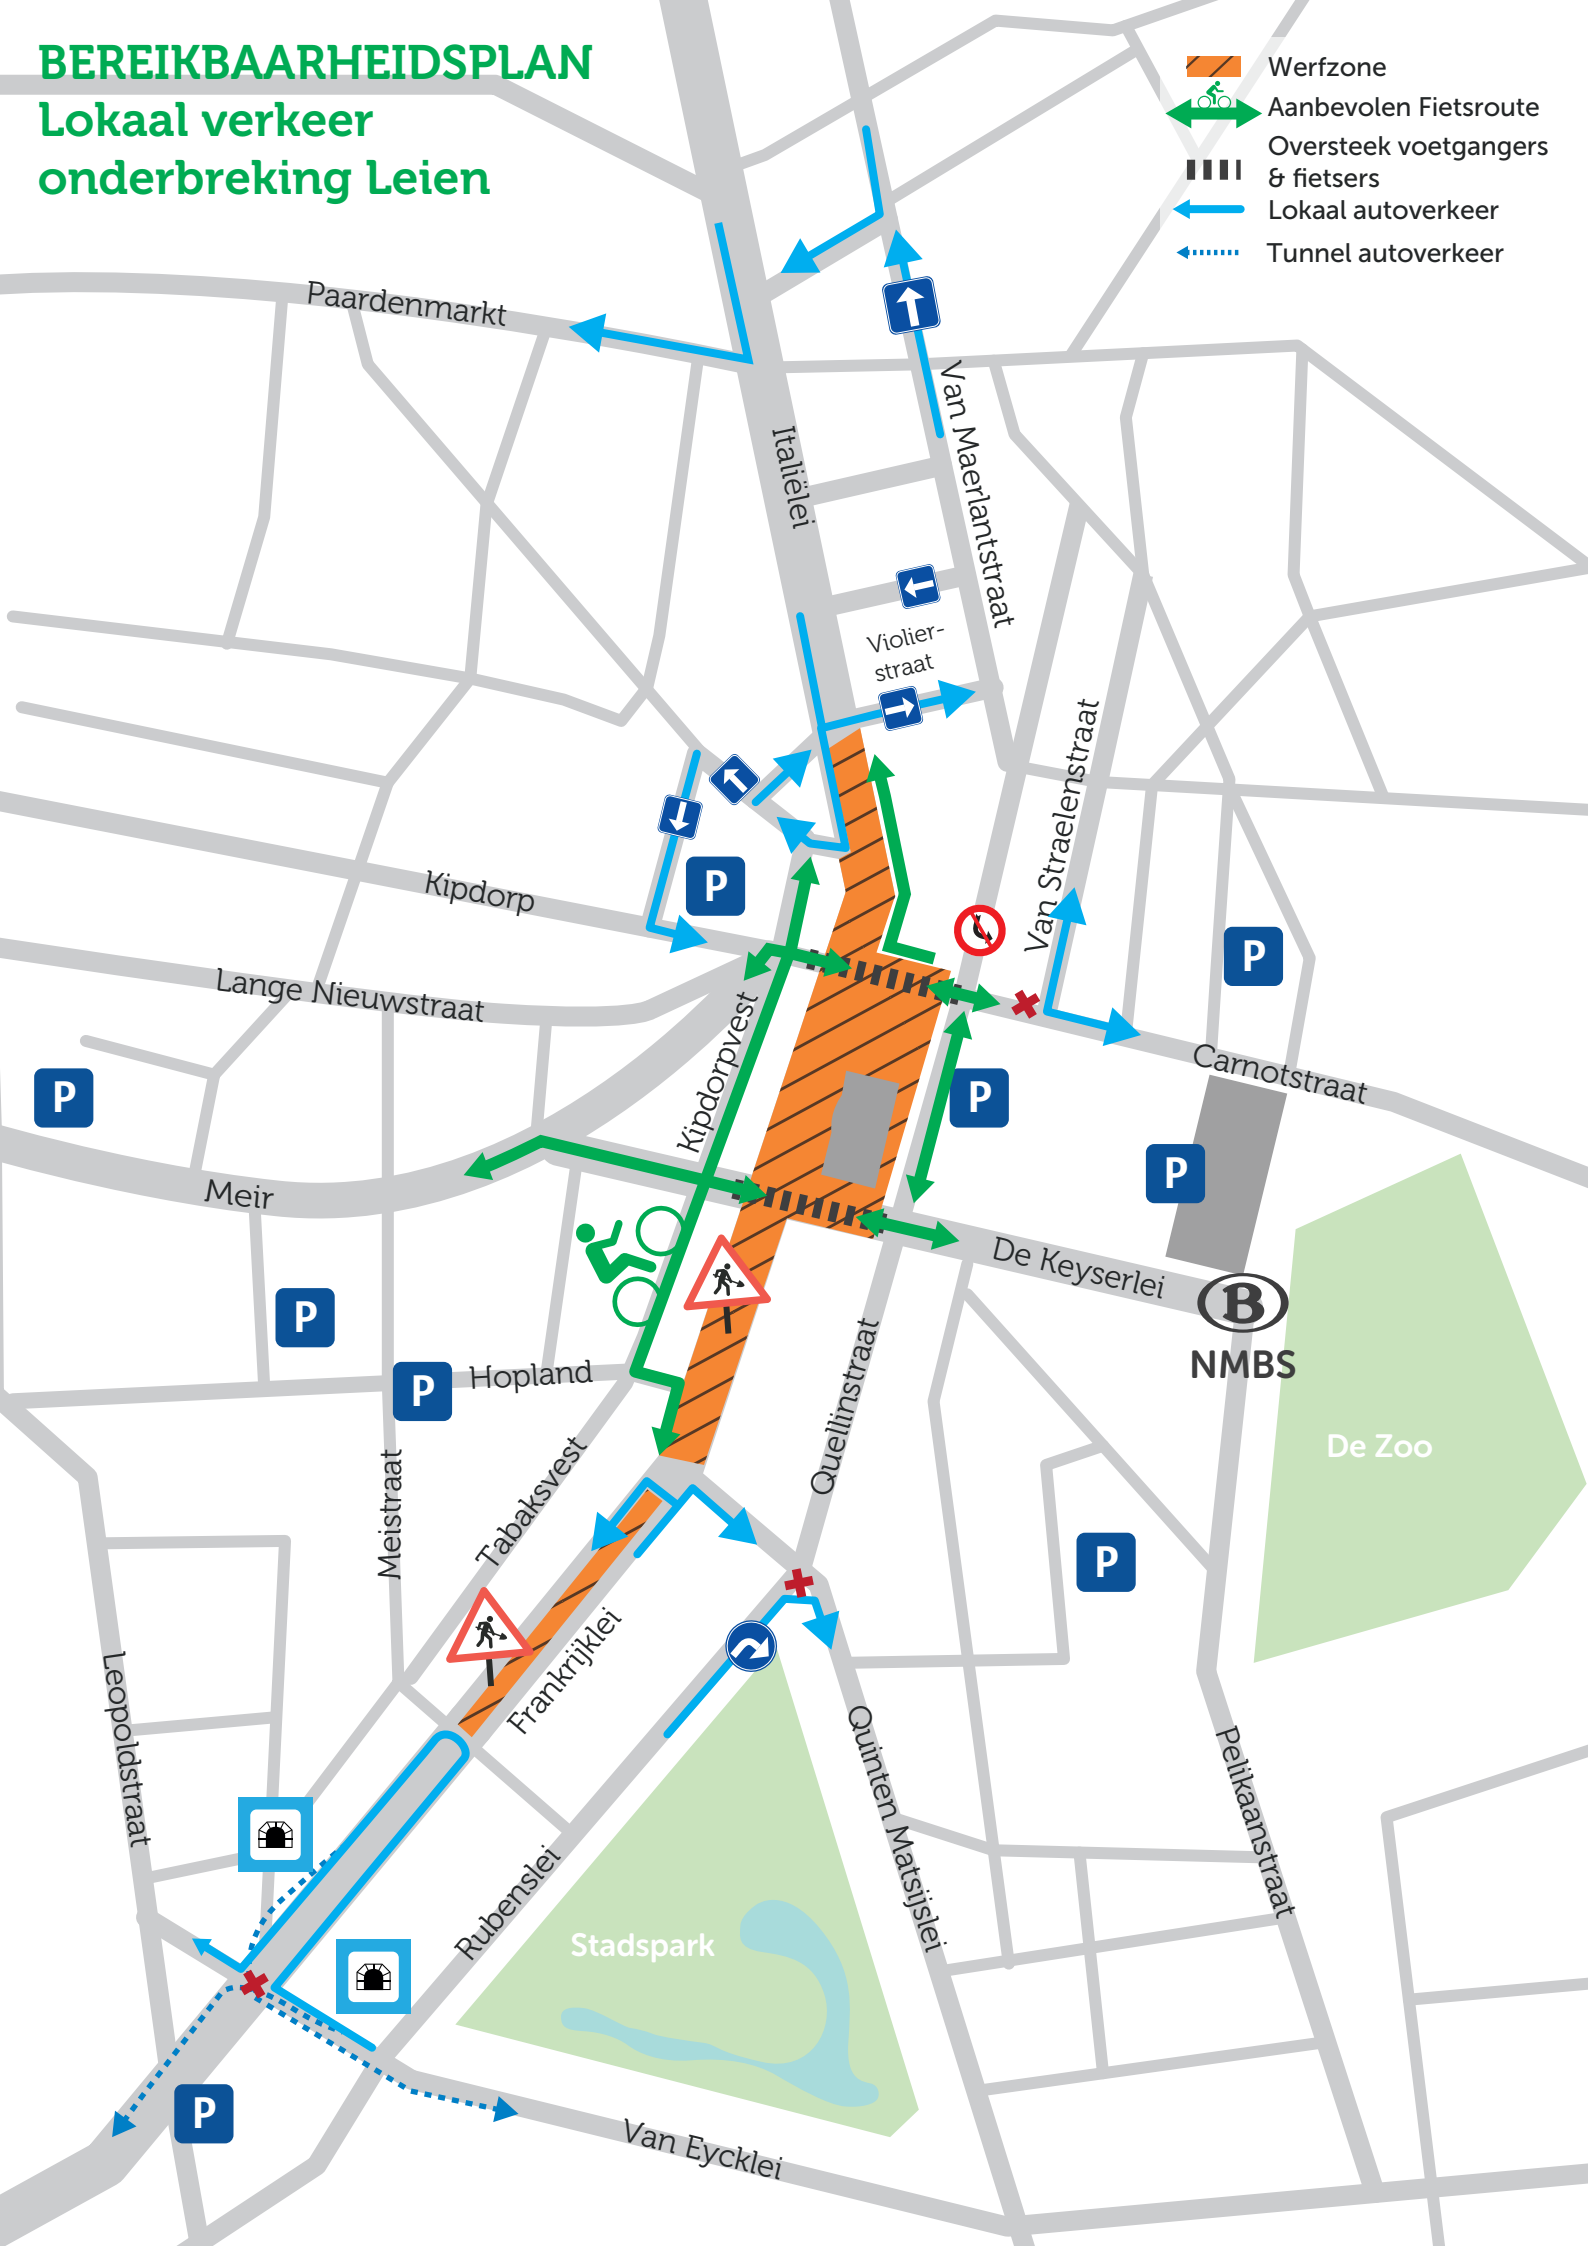 BEREIKBAARHEIDSPLAN
Lokaal verkeer
onderbreking Leien
Werfzone
Aanbevolen Fietsroute
Oversteek voetgangers
& fietsers
Lokaal autoverkeer
Tunnel autoverkeer
Paardenmarkt
Italiëlei
Van Maerlantstraat
Violier-
straat
Van Straelenstraat
P
Kipdorp
P
Lange Nieuwstraat
Kipdorpvest
Carnotstraat
P
P
P
Meir
De Keyserlei
B
NMBS
P
Hopland
P
Quellinstraat
De Zoo
Meistraat
Tabaksvest
P
Frankrijklei
Leopoldstraat
Quinten Matsijslei
Pelikaanstraat
Rubenslei
Stadspark
P
Van Eycklei